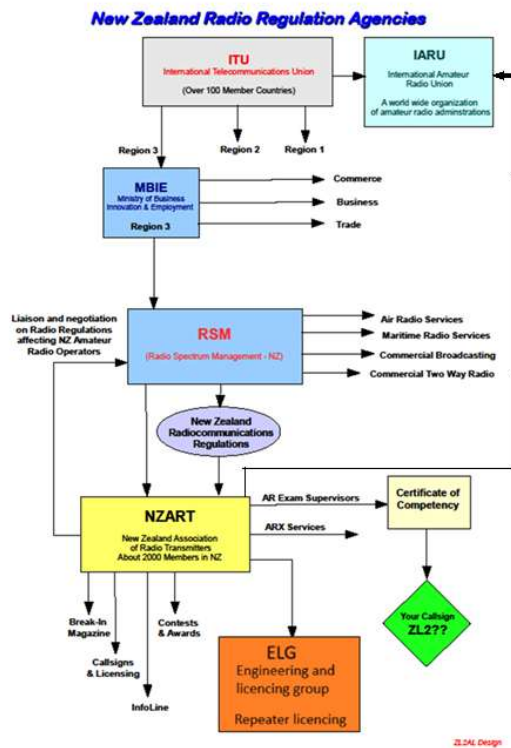 New Zealand Radio Regulation Agencies
ITU
International Telecommunications Union
(Over 100 Member Countries)
IARU
International Amateur
Radio Union
A world wide organization
of amateur radio adminstrations
Region 3
Region 2
Region 1
MBIE
Ministry of Business
Innovation & Employment
Region 3
Commerce
Business
Trade
Liaison and negotiation
on Radio Regulations
affecting NZ Amateur
Radio Operators
RSM
(Radio Spectrum Management - NZ)
Air Radio Services
Maritime Radio Services
Commercial Broadcasting
Commercial Two Way Radio
New Zealand
Radiocommunications
Regulations
NZART
New Zealand Association
of Radio Transmitters
About 2000 Members in NZ
AR Exam Supervisors
ARX Services
Certificate of
Competency
Your Callsign
ZL2??
Break-In
Magazine
Callsigns
& Licensing
InfoLine
Contests
& Awards
ELG
Engineering and
licencing group
Repeater licencing
ZL2AL Design